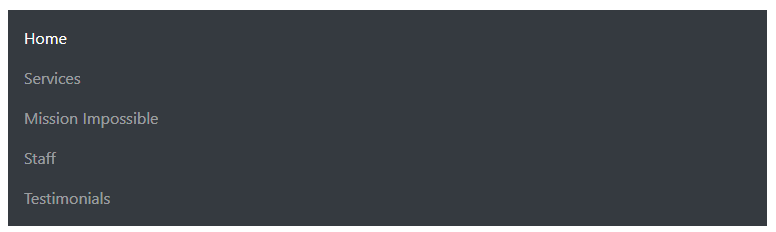 Home
Services
Mission Impossible
Staff
Testimonials